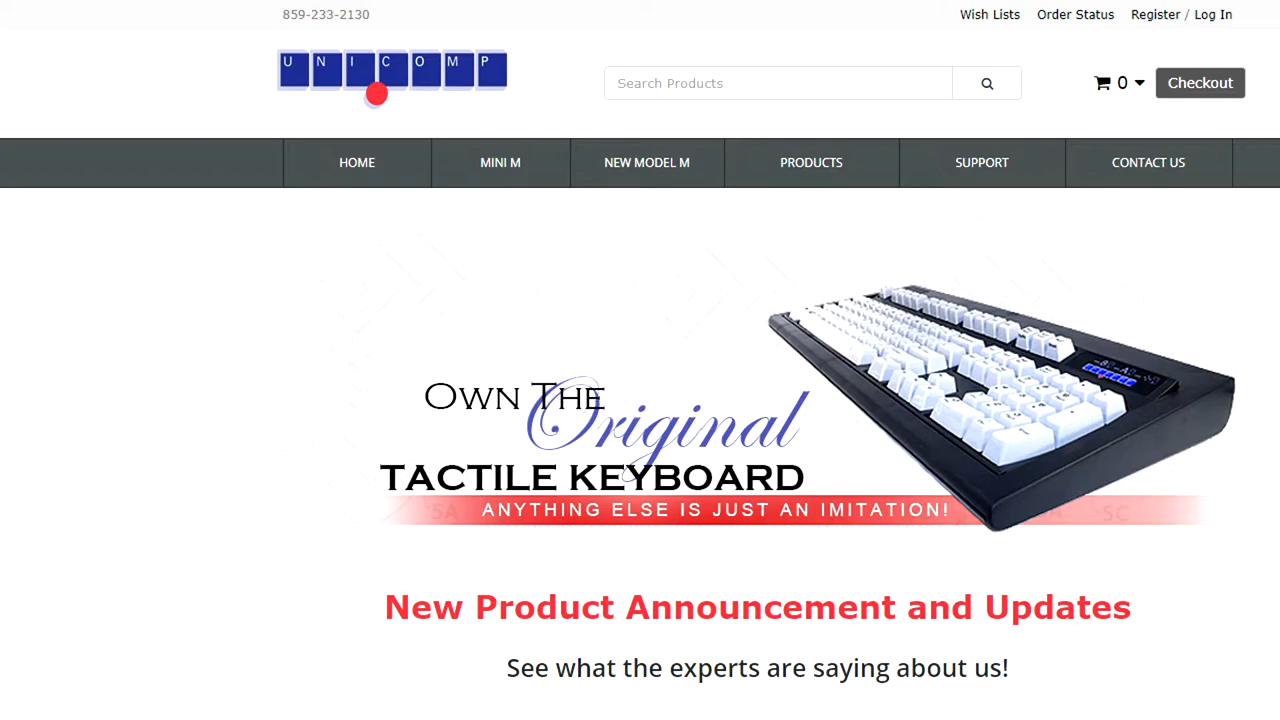 859-233-2130
Wish Lists Order Status Register / Log In
UNICOMP
Search Products
0
Checkout
HOME MINI M NEW MODEL M PRODUCTS SUPPORT CONTACT US
OWN THE
Original
TACTILE KEYBOARD
ANYTHING ELSE IS JUST AN IMITATION!
New Product Announcement and Updates
See what the experts are saying about us!